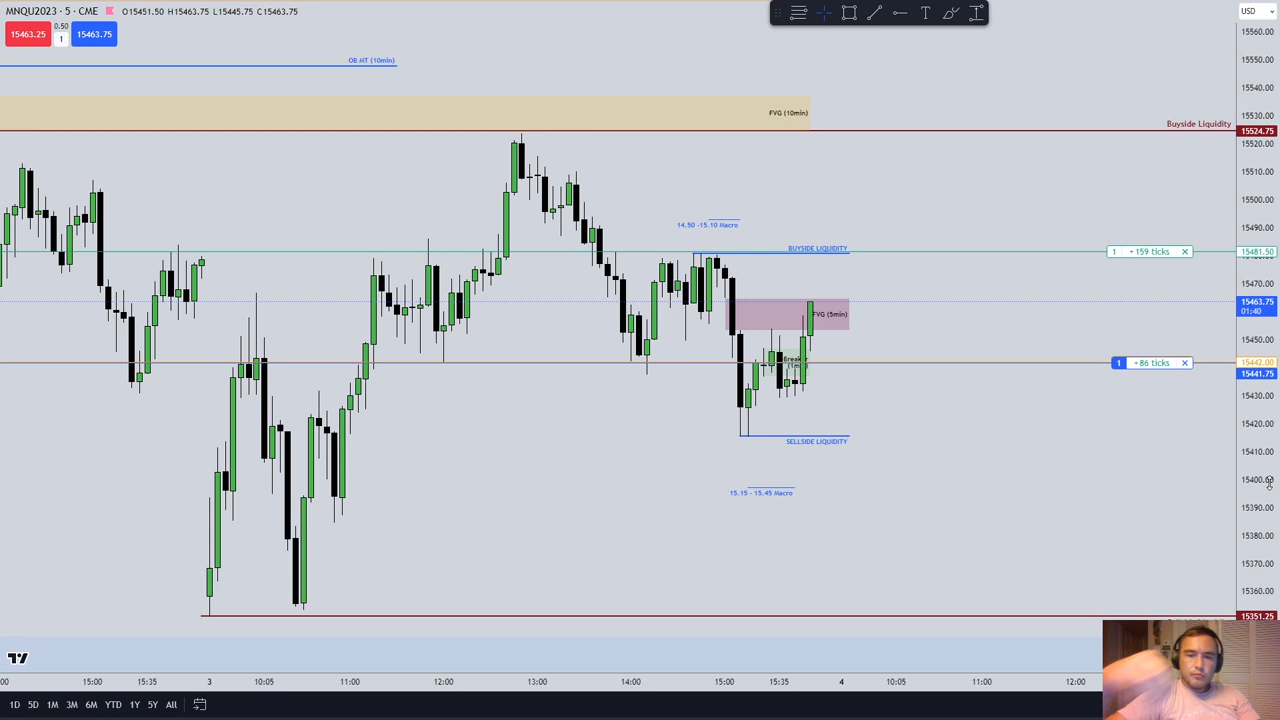 MNQU2023 · 5 · CME O15451.50 H15463.75 L15445.75 C15463.75
15463.25 0.50 1 15463.75
USD
15560.00
OB MT (10min)
15550.00
15540.00
15530.00
FVG (10min)
Buyside Liquidity
15524.75
15520.00
15510.00
15500.00
15490.00
14.50 -15.10 Macro
BUYSIDE LIQUIDITY
1 + 159 ticks × 15481.50
15470.00
15463.75
01:40
FVG (5min)
15450.00
Breaker
(1min)
1 + 86 ticks × 15442.00
15441.75
15430.00
15420.00
SELLSIDE LIQUIDITY
15410.00
15400.00
15.15 - 15.45 Macro
15390.00
15380.00
15370.00
15360.00
15351.25
15:00 15:35 3 10:05 11:00 12:00 13:00 14:00 15:00 15:35 4 10:05 11:00 12:00
1D 5D 1M 3M 6M YTD 1Y 5Y All